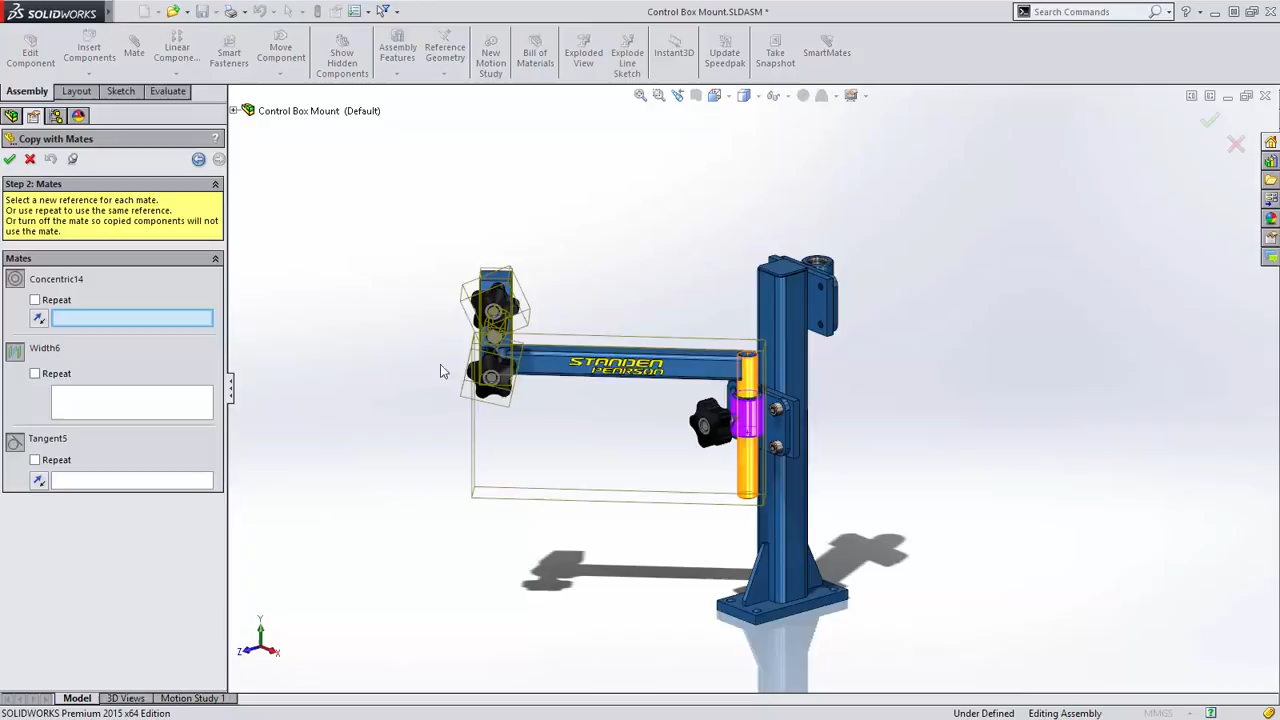 SOLIDWORKS
Control Box Mount.SLDASM *
Search Commands
Edit Component
Insert Components
Mate
Linear Compone...
Smart Fasteners
Move Component
Show Hidden Components
Assembly Features
Reference Geometry
New Motion Study
Bill of Materials
Exploded View
Explode Line Sketch
Instant3D
Update Speedpak
Take Snapshot
SmartMates
Assembly
Layout
Sketch
Evaluate
Control Box Mount (Default)
Copy with Mates
?
Step 2: Mates
Select a new reference for each mate.
Or use repeat to use the same reference.
Or turn off the mate so copied components will not
use the mate.
Mates
Concentric14
Repeat
Width6
Repeat
Tangent5
Repeat
STANDEN
PEARSON
Y
Z
X
Model
3D Views
Motion Study 1
SOLIDWORKS Premium 2015 x64 Edition
Under Defined
Editing Assembly
MMGS